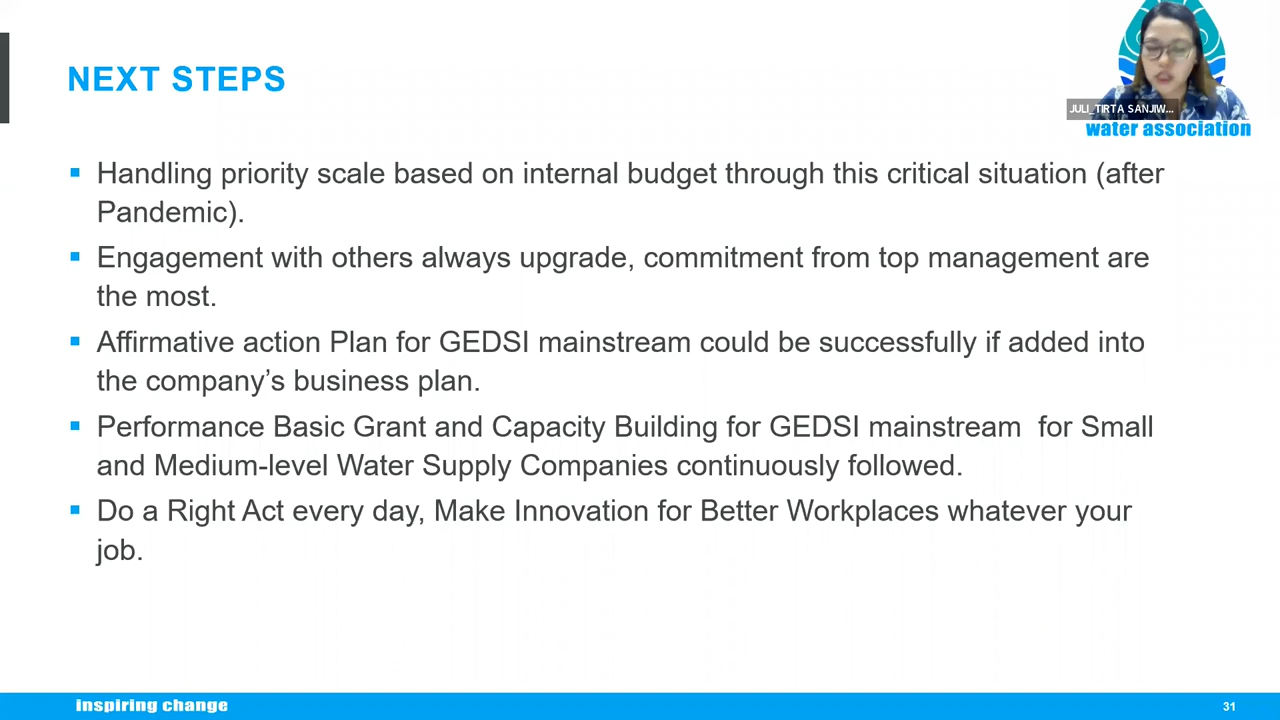 NEXT STEPS
JULI_TIRTA SANJIW...
water association
▪ Handling priority scale based on internal budget through this critical situation (after
Pandemic).
▪ Engagement with others always upgrade, commitment from top management are
the most.
▪ Affirmative action Plan for GEDSI mainstream could be successfully if added into
the company’s business plan.
▪ Performance Basic Grant and Capacity Building for GEDSI mainstream  for Small
and Medium-level Water Supply Companies continuously followed.
▪ Do a Right Act every day, Make Innovation for Better Workplaces whatever your
job.
inspiring change
31